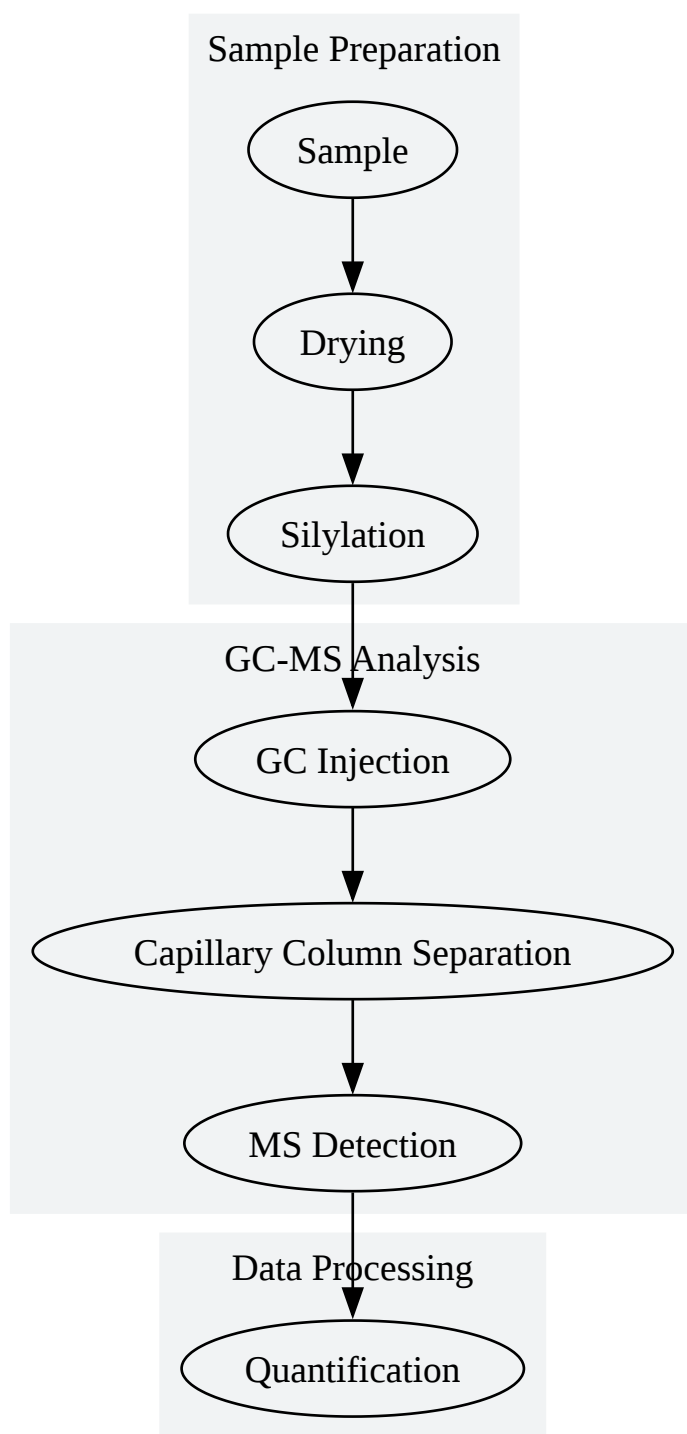 Sample Preparation
Sample
Drying
Silylation
GC-MS Analysis
GC Injection
Capillary Column Separation
MS Detection
Data Processing
Quantification